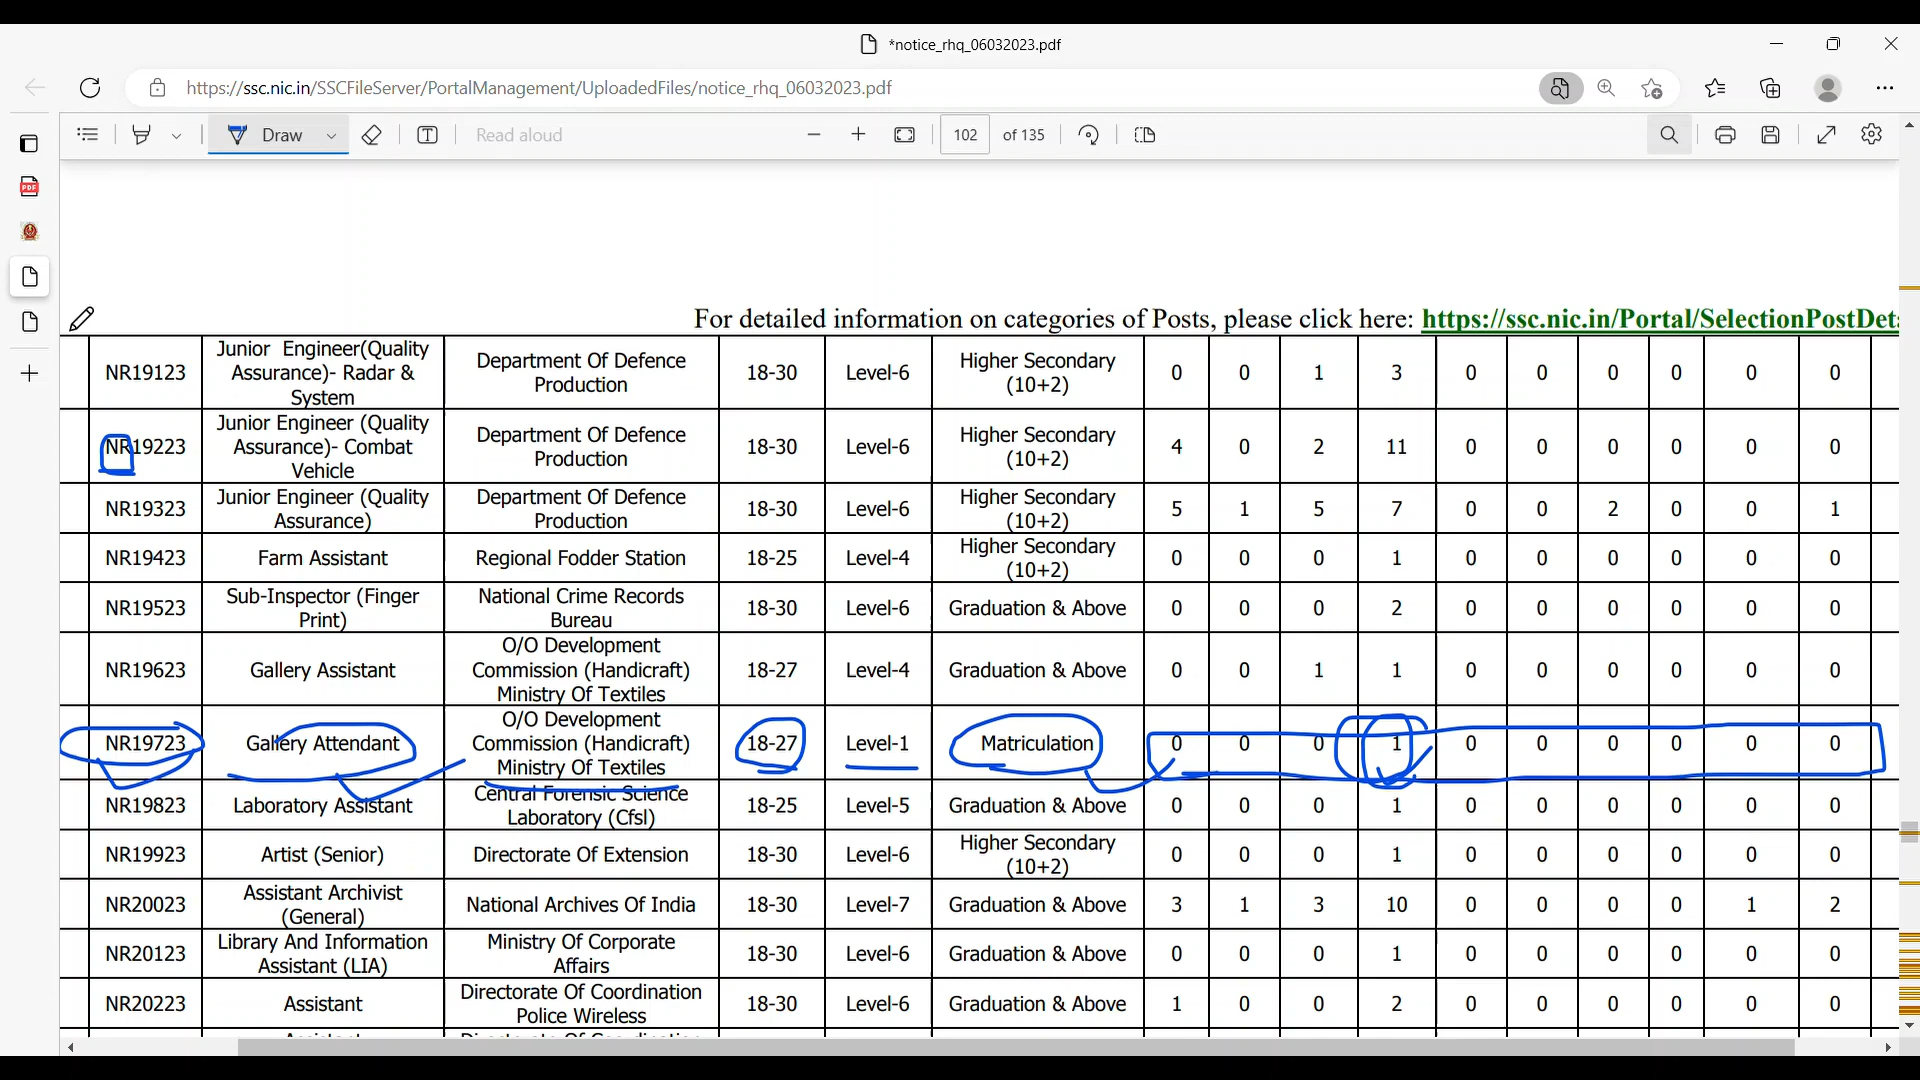 *notice_rhq_06032023.pdf
https://ssc.nic.in/SSCFileServer/PortalManagement/UploadedFiles/notice_rhq_06032023.pdf
Draw Read aloud 102 of 135
PDF
For detailed information on categories of Posts, please click here: https://ssc.nic.in/Portal/SelectionPostDeta
NR19123 Junior Engineer(Quality Assurance)- Radar & System Department Of Defence Production 18-30 Level-6 Higher Secondary (10+2) 0 0 1 3 0 0 0 0 0 0
NR19223 Junior Engineer (Quality Assurance)- Combat Vehicle Department Of Defence Production 18-30 Level-6 Higher Secondary (10+2) 4 0 2 11 0 0 0 0 0 0
NR19323 Junior Engineer (Quality Assurance) Department Of Defence Production 18-30 Level-6 Higher Secondary (10+2) 5 1 5 7 0 0 2 0 0 1
NR19423 Farm Assistant Regional Fodder Station 18-25 Level-4 Higher Secondary (10+2) 0 0 0 1 0 0 0 0 0 0
NR19523 Sub-Inspector (Finger Print) National Crime Records Bureau 18-30 Level-6 Graduation & Above 0 0 0 2 0 0 0 0 0 0
NR19623 Gallery Assistant O/O Development Commission (Handicraft) Ministry Of Textiles 18-27 Level-4 Graduation & Above 0 0 1 1 0 0 0 0 0 0
NR19723 Gallery Attendant O/O Development Commission (Handicraft) Ministry Of Textiles 18-27 Level-1 Matriculation 0 0 0 1 0 0 0 0 0 0
NR19823 Laboratory Assistant Central Forensic Science Laboratory (Cfsl) 18-25 Level-5 Graduation & Above 0 0 0 1 0 0 0 0 0 0
NR19923 Artist (Senior) Directorate Of Extension 18-30 Level-6 Higher Secondary (10+2) 0 0 0 1 0 0 0 0 0 0
NR20023 Assistant Archivist (General) National Archives Of India 18-30 Level-7 Graduation & Above 3 1 3 10 0 0 0 0 1 2
NR20123 Library And Information Assistant (LIA) Ministry Of Corporate Affairs 18-30 Level-6 Graduation & Above 0 0 0 1 0 0 0 0 0 0
NR20223 Assistant Directorate Of Coordination Police Wireless 18-30 Level-6 Graduation & Above 1 0 0 2 0 0 0 0 0 0